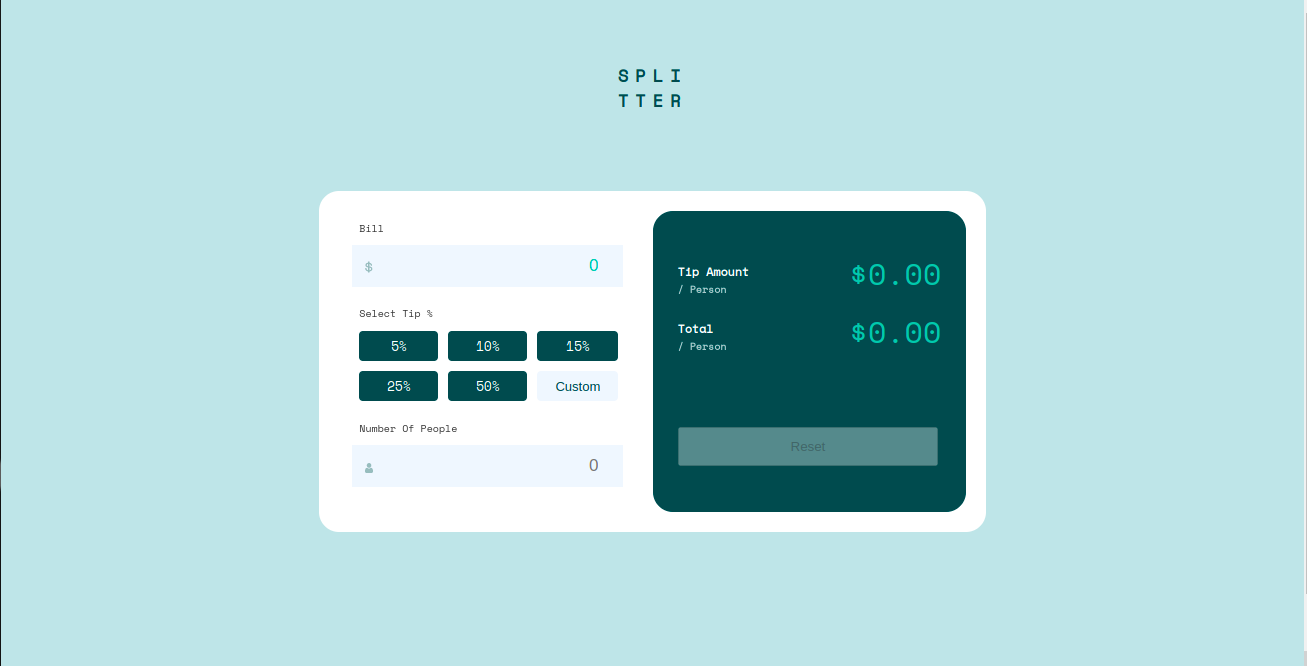 SPLI
TTER
Bill
$ 0
Select Tip %
5% 10% 15%
25% 50% Custom
Number Of People
0
Tip Amount $0.00
/ Person
Total $0.00
/ Person
Reset